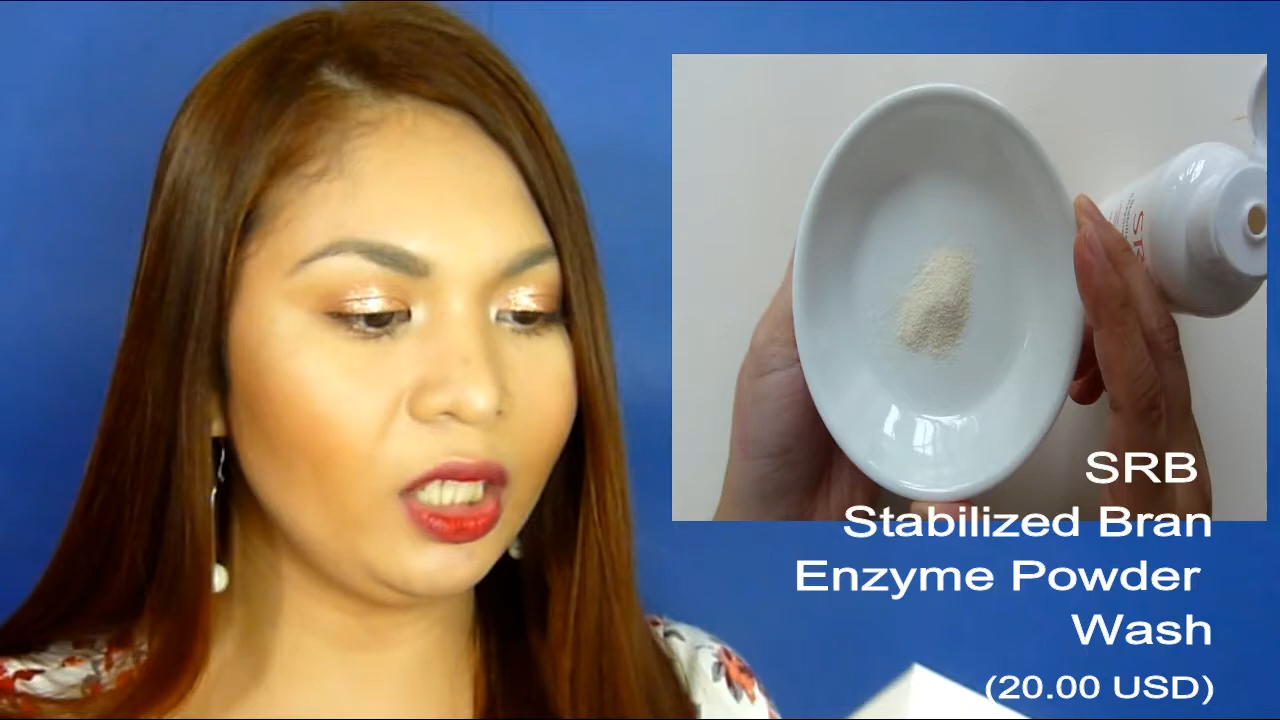 SRB
Stabilized Bran
Enzyme Powder
Wash
(20.00 USD)